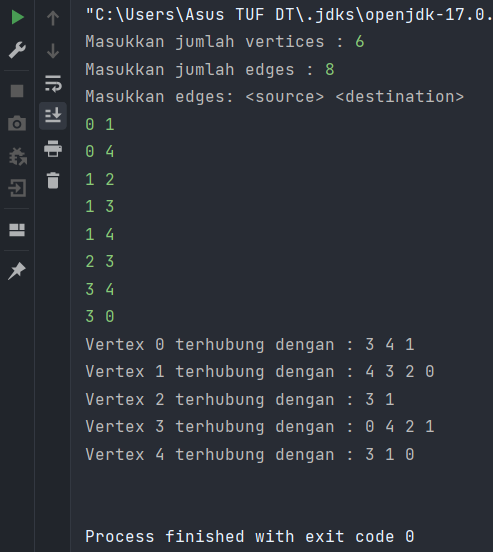 "C:\Users\Asus TUF DT\.jdks\openjdk-17.0.
Masukkan jumlah vertices : 6
Masukkan jumlah edges : 8
Masukkan edges: <source> <destination>
0 1
0 4
1 2
1 3
1 4
2 3
3 4
3 0
Vertex 0 terhubung dengan : 3 4 1
Vertex 1 terhubung dengan : 4 3 2 0
Vertex 2 terhubung dengan : 3 1
Vertex 3 terhubung dengan : 0 4 2 1
Vertex 4 terhubung dengan : 3 1 0
Process finished with exit code 0